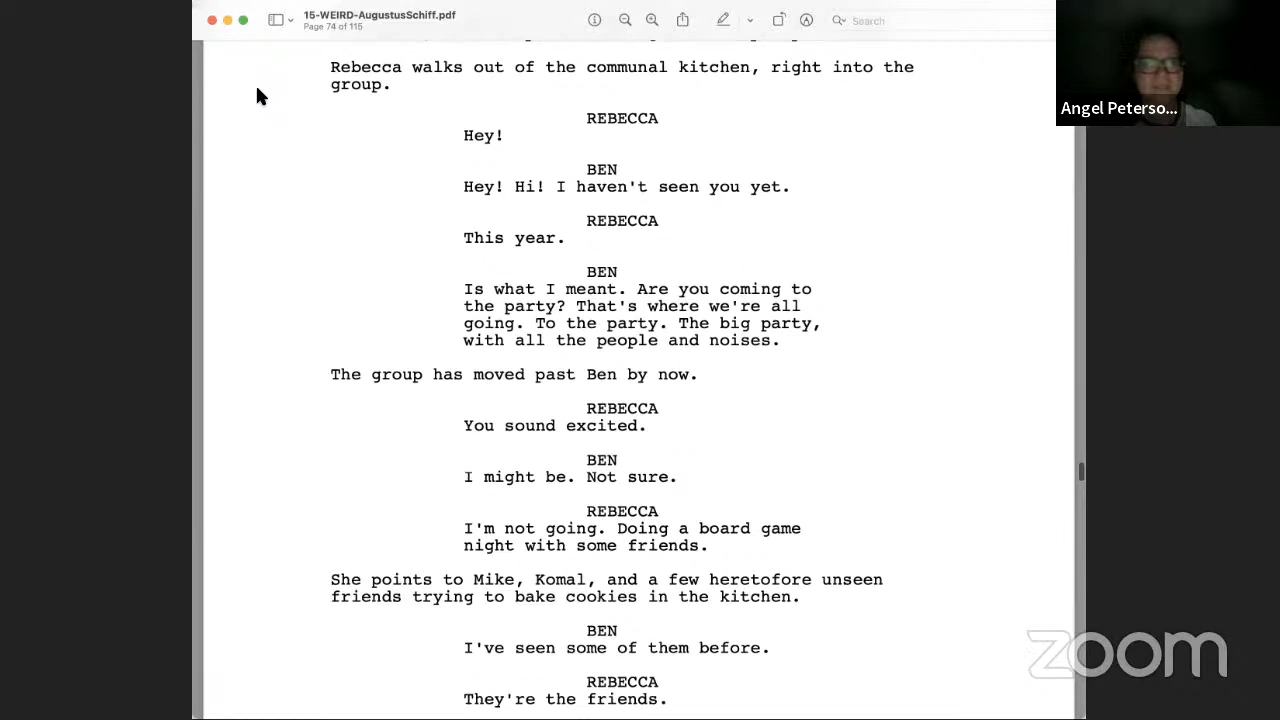 15-WEIRD-AugustusSchiff.pdf
Page 74 of 115
Search
Angel Peterso...
Rebecca walks out of the communal kitchen, right into the
group.
REBECCA
Hey!
BEN
Hey! Hi! I haven't seen you yet.
REBECCA
This year.
BEN
Is what I meant. Are you coming to
the party? That's where we're all
going. To the party. The big party,
with all the people and noises.
The group has moved past Ben by now.
REBECCA
You sound excited.
BEN
I might be. Not sure.
REBECCA
I'm not going. Doing a board game
night with some friends.
She points to Mike, Komal, and a few heretofore unseen
friends trying to bake cookies in the kitchen.
BEN
I've seen some of them before.
REBECCA
They're the friends.
zoom